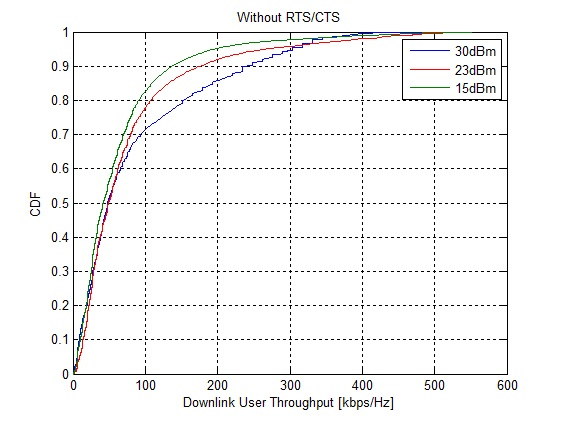 Without RTS/CTS
1
0.9
0.8
0.7
0.6
0.5
0.4
0.3
0.2
0.1
0
CDF
30dBm
23dBm
15dBm
0 100 200 300 400 500 600
Downlink User Throughput [kbps/Hz]